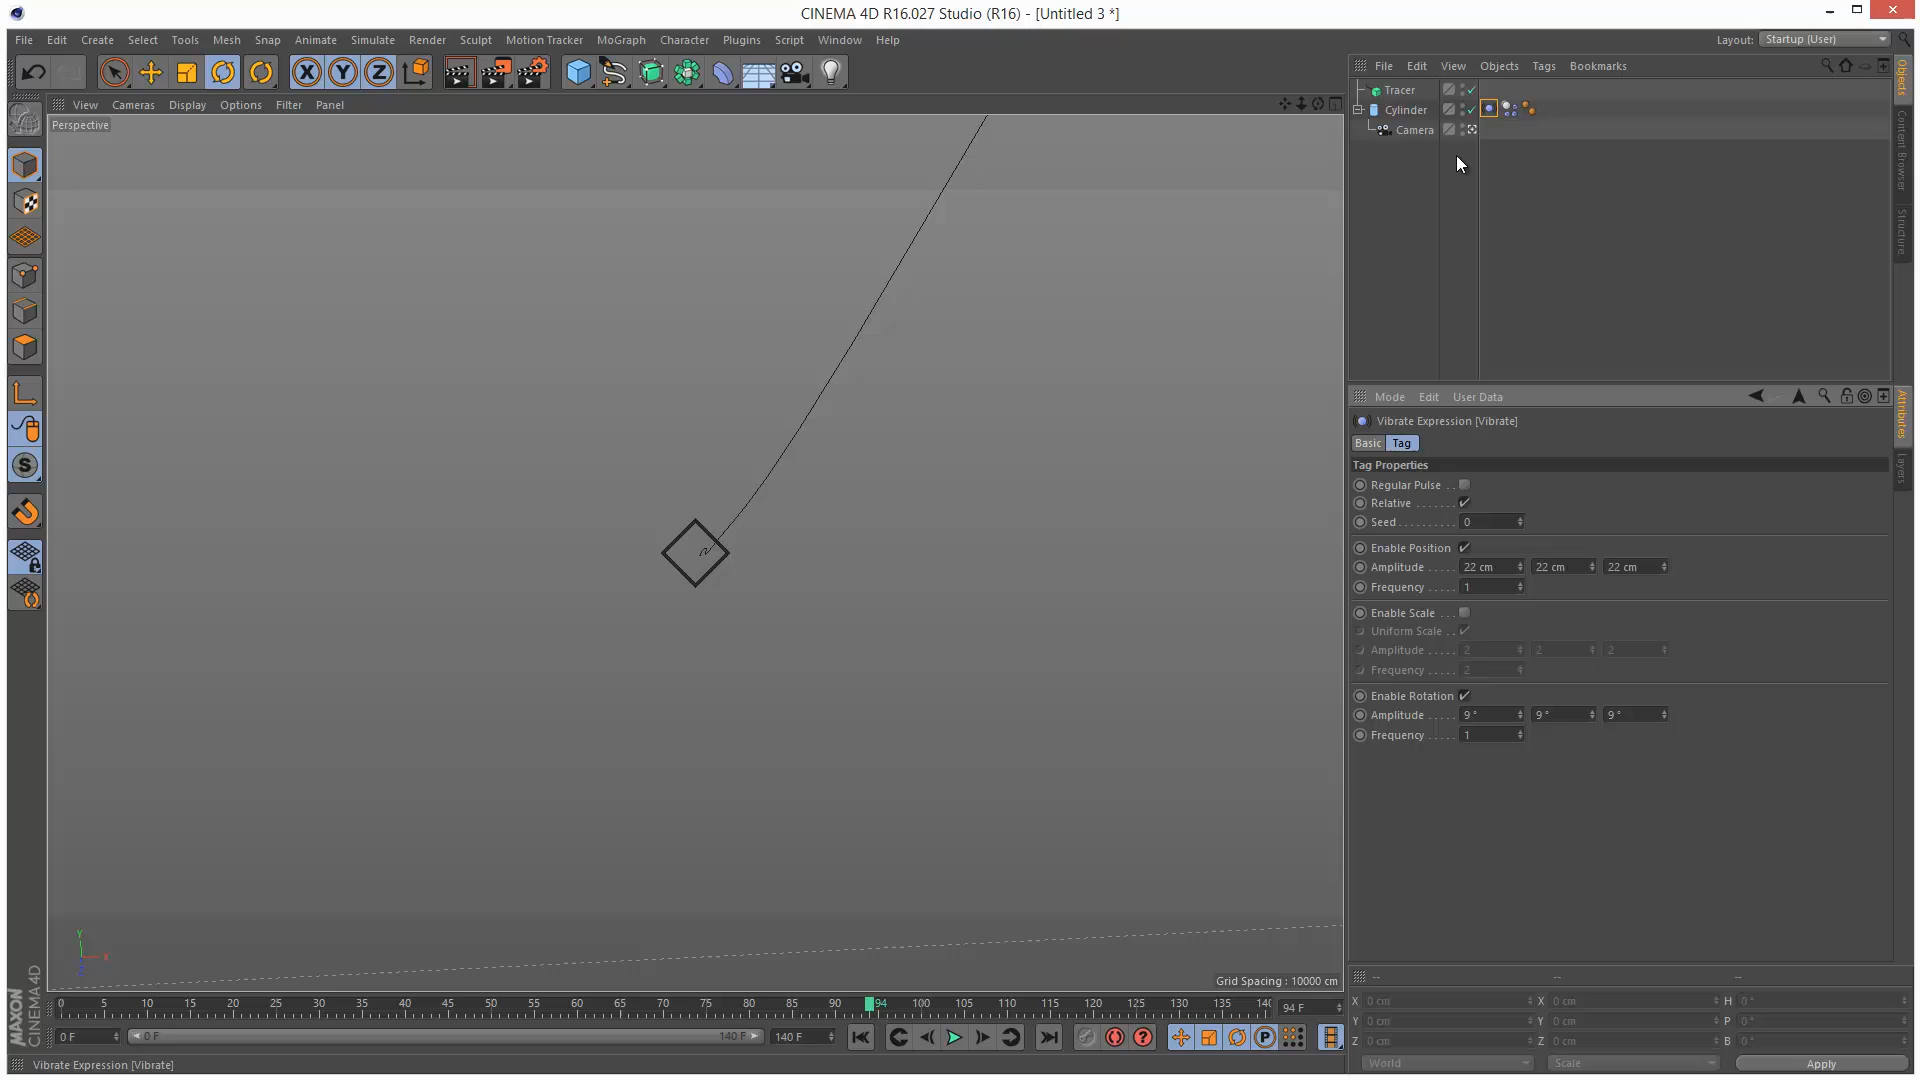 CINEMA 4D R16.027 Studio (R16) - [Untitled 3 *]
File Edit Create Select Tools Mesh Snap Animate Simulate Render Sculpt Motion Tracker MoGraph Character Plugins Script Window Help
Layout: Startup (User)
File Edit View Objects Tags Bookmarks
Objects
Content Browser
Structure
Tracer
Cylinder
Camera
View Cameras Display Options Filter Panel
Perspective
Mode Edit User Data
Attributes
Layers
Vibrate Expression [Vibrate]
Basic Tag
Tag Properties
Regular Pulse . .
Relative . . . . . . .
Seed . . . . . . . . . . 0
Enable Position
Amplitude . . . . . 22 cm 22 cm 22 cm
Frequency . . . . . 1
Enable Scale . . .
Uniform Scale . .
Amplitude . . . . . 2 2 2
Frequency . . . . . 2
Enable Rotation
Amplitude . . . . . 9 ° 9 ° 9 °
Frequency . . . . . 1
Y
X
Z
Grid Spacing : 10000 cm
MAXON
CINEMA 4D
0 5 10 15 20 25 30 35 40 45 50 55 60 65 70 75 80 85 90 94 100 105 110 115 120 125 130 135 140
94 F
0 F 0 F 140 F 140 F
-- -- --
X 0 cm X 0 cm H 0 °
Y 0 cm Y 0 cm P 0 °
Z 0 cm Z 0 cm B 0 °
World Scale Apply
Vibrate Expression [Vibrate]